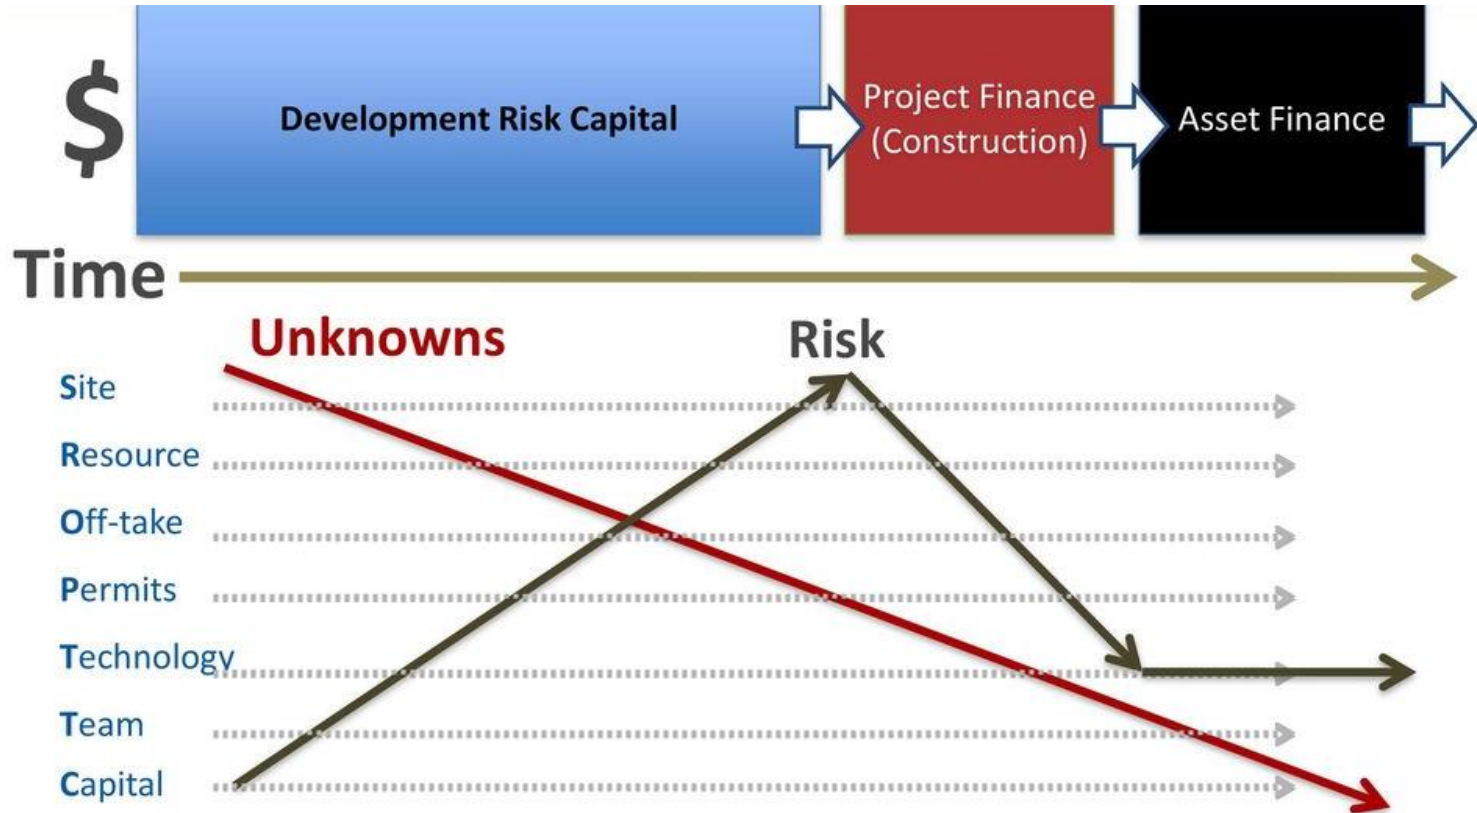 $
Development Risk Capital
Project Finance
(Construction)
Asset Finance
Time
Unknowns
Risk
Site
Resource
Off-take
Permits
Technology
Team
Capital